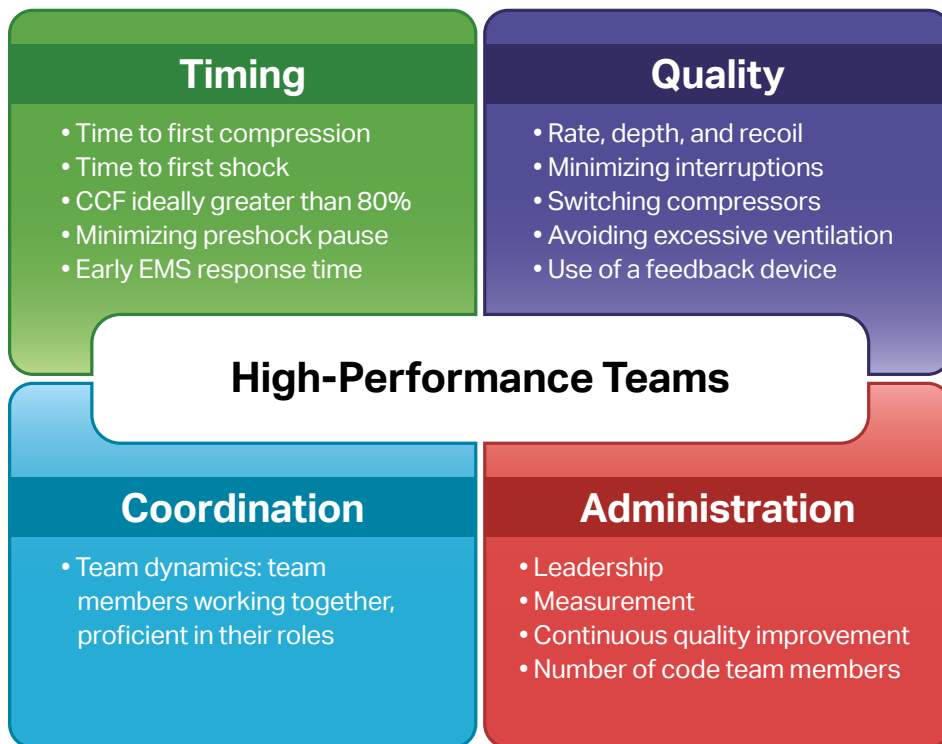 Timing
• Time to first compression
• Time to first shock
• CCF ideally greater than 80%
• Minimizing preshock pause
• Early EMS response time
Quality
• Rate, depth, and recoil
• Minimizing interruptions
• Switching compressors
• Avoiding excessive ventilation
• Use of a feedback device
High-Performance Teams
Coordination
• Team dynamics: team
members working together,
proficient in their roles
Administration
• Leadership
• Measurement
• Continuous quality improvement
• Number of code team members